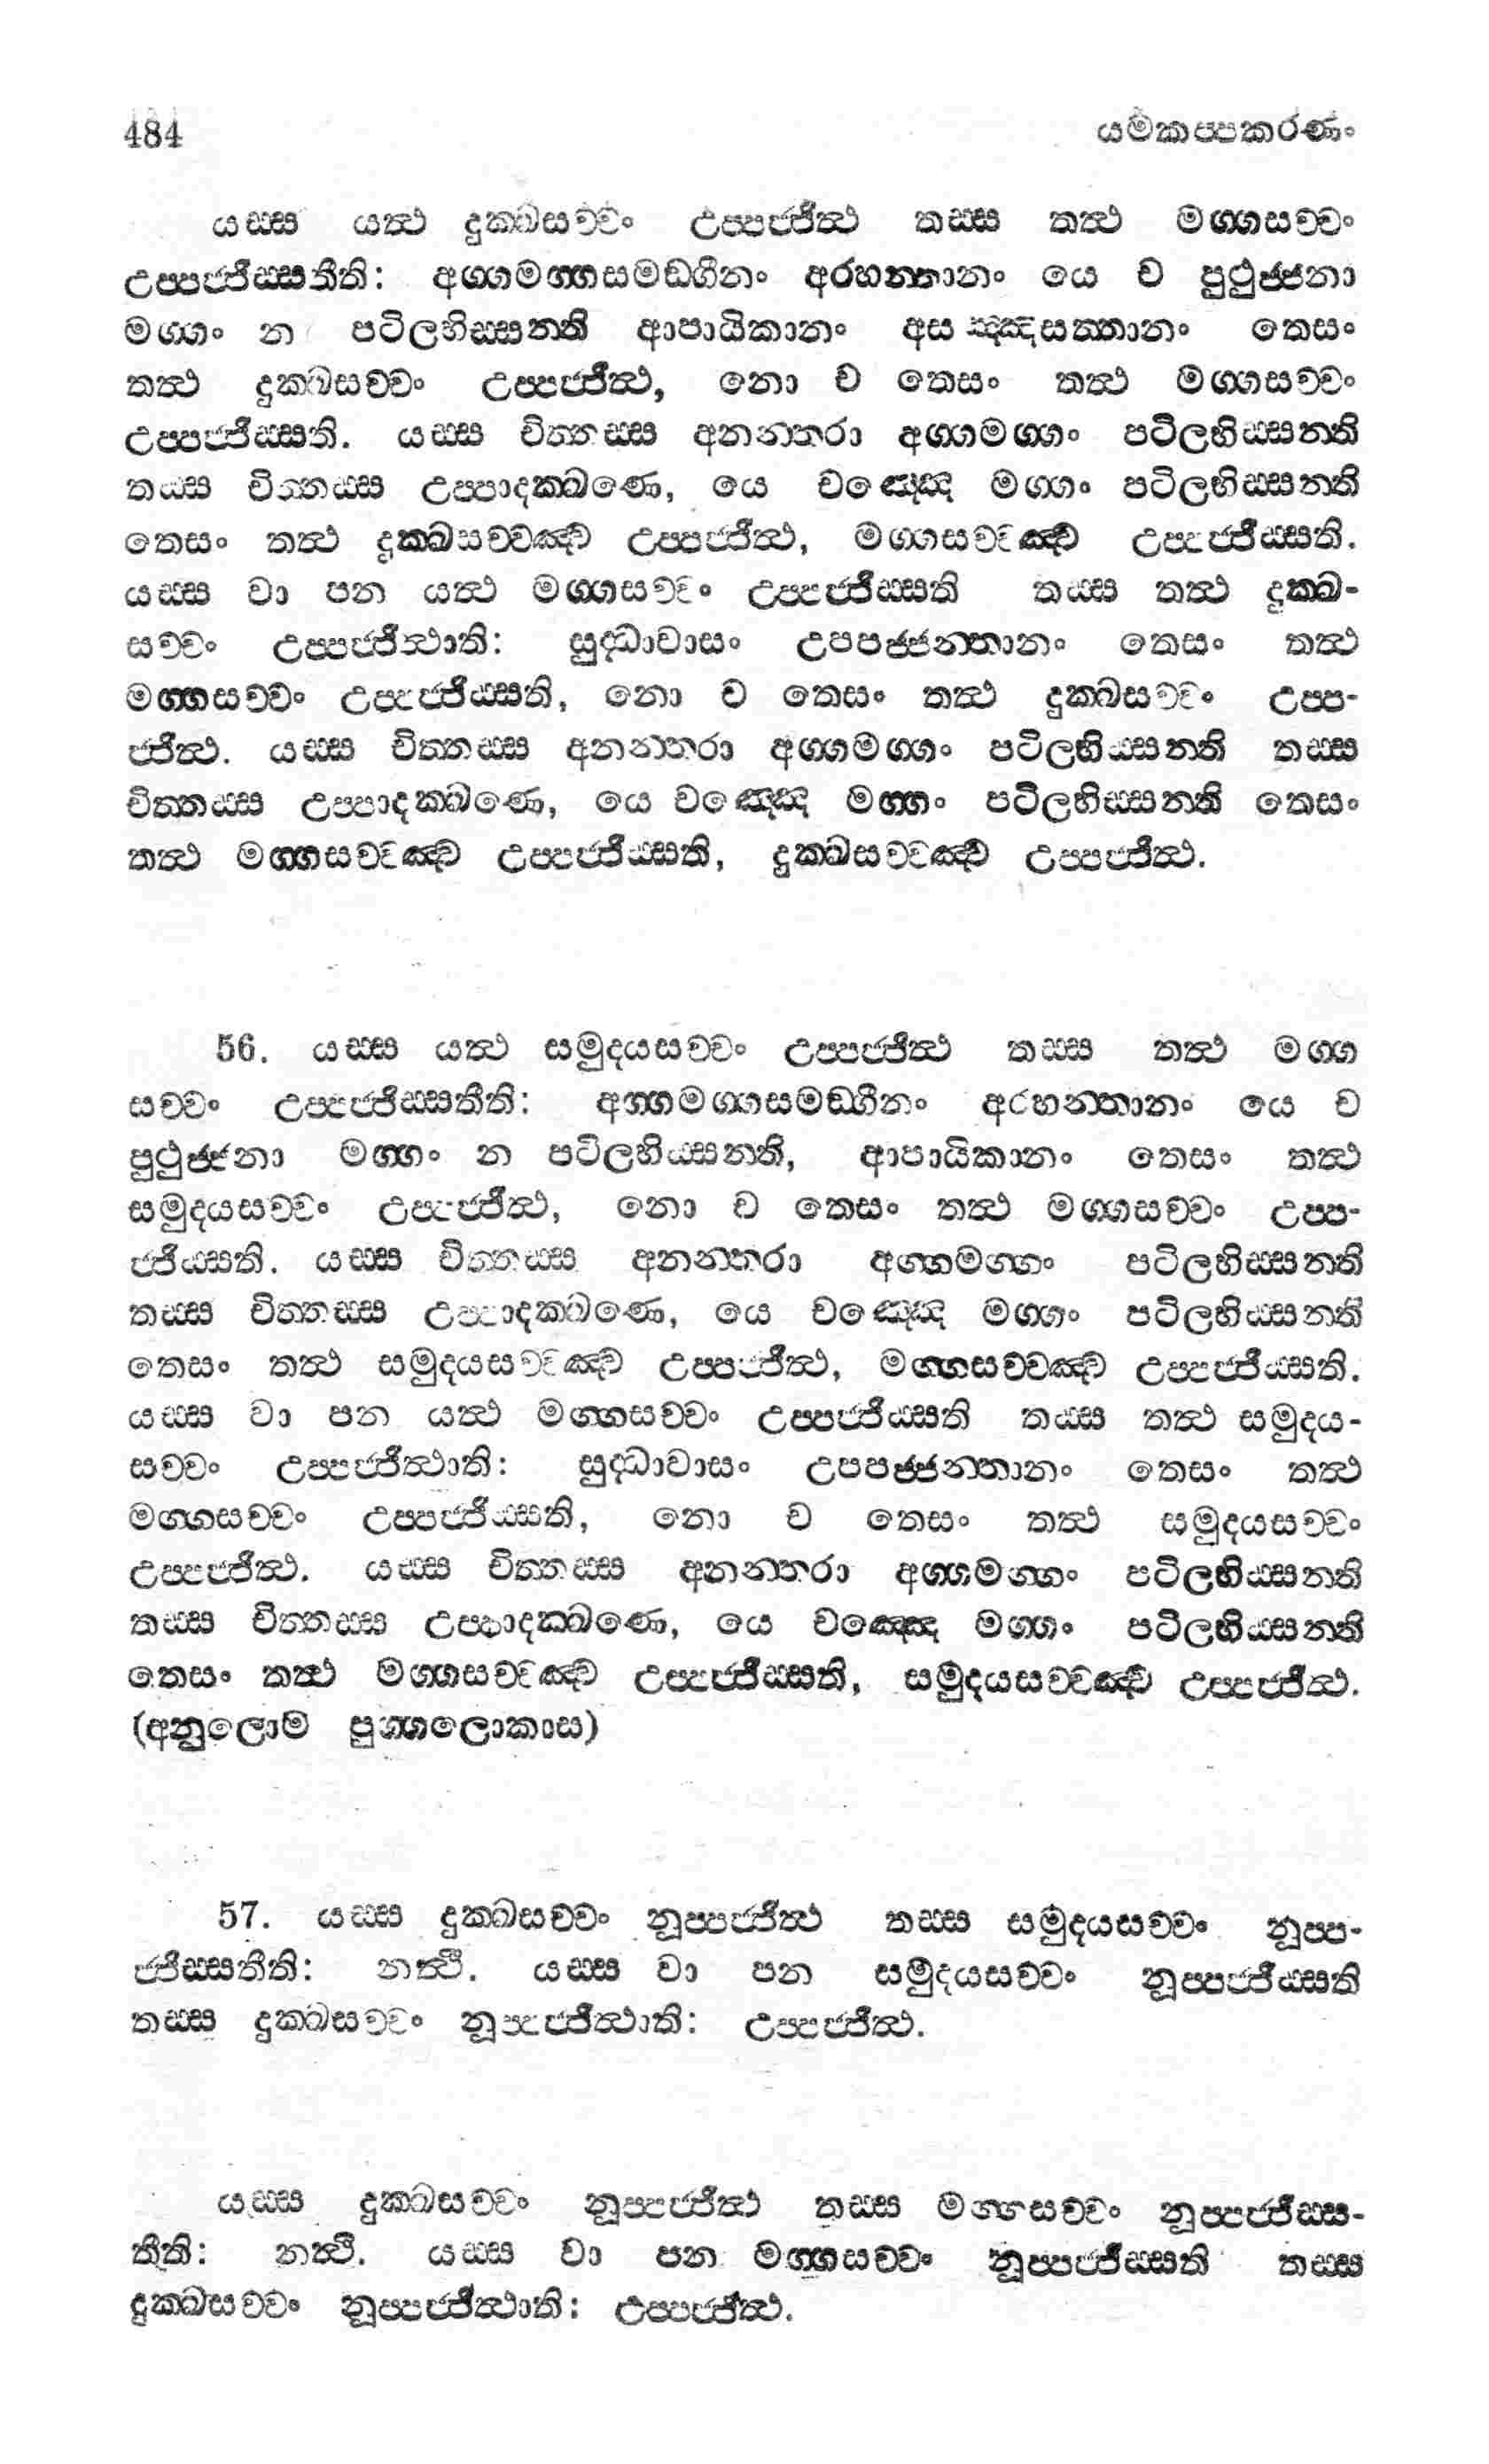 484 යමකප්පකරණං
යස්ස යත්ථ දුක්ඛසච්චං උප්පජ්ජිත්ථ තස්ස තත්ථ මග්ගසච්චං
උප්පජ්ජිස්සතීති: අග්ගමග්ගසමඞ්ගීනං අරහන්තානං යෙ ච පුථුජ්ජනා
මග්ගං න පටිලභිස්සන්ති ආපායිකානං අසඤ්ඤසත්තානං තෙසං
තත්ථ දුක්ඛසච්චං උප්පජ්ජිත්ථ, නො ච තෙසං තත්ථ මග්ගසච්චං
උප්පජ්ජිස්සති. යස්ස චිත්තස්ස අනන්තරා අග්ගමග්ගං පටිලභිස්සන්ති
තස්ස චිත්තස්ස උප්පාදක්ඛණෙ, යෙ චඤ්ඤෙ මග්ගං පටිලභිස්සන්ති
තෙසං තත්ථ දුක්ඛසච්චඤ්ච උප්පජ්ජිත්ථ, මග්ගසච්චඤ්ච උප්පජ්ජිස්සති.
යස්ස වා පන යත්ථ මග්ගසච්චං උප්පජ්ජිස්සති තස්ස තත්ථ දුක්ඛ-
සච්චං උප්පජ්ජිත්ථාති: සුද්ධාවාසං උපපජ්ජන්තානං තෙසං තත්ථ
මග්ගසච්චං උප්පජ්ජිස්සති, නො ච තෙසං තත්ථ දුක්ඛසච්චං උප්ප-
ජ්ජිත්ථ. යස්ස චිත්තස්ස අනන්තරා අග්ගමග්ගං පටිලභිස්සන්ති තස්ස
චිත්තස්ස උප්පාදක්ඛණෙ, යෙ චඤ්ඤෙ මග්ගං පටිලභිස්සන්ති තෙසං
තත්ථ මග්ගසච්චඤ්ච උප්පජ්ජිස්සති, දුක්ඛසච්චඤ්ච උප්පජ්ජිත්ථ.
56. යස්ස යත්ථ සමුදයසච්චං උප්පජ්ජිත්ථ තස්ස තත්ථ මග්ග
සච්චං උප්පජ්ජිස්සතීති: අග්ගමග්ගසමඞ්ගීනං අරහන්තානං යෙ ච
පුථුජ්ජනා මග්ගං න පටිලභිස්සන්ති, ආපායිකානං තෙසං තත්ථ
සමුදයසච්චං උප්පජ්ජිත්ථ, නො ච තෙසං තත්ථ මග්ගසච්චං උප්ප-
ජ්ජිස්සති. යස්ස චිත්තස්ස අනන්තරා අග්ගමග්ගං පටිලභිස්සන්ති
තස්ස චිත්තස්ස උප්පාදක්ඛණෙ, යෙ චඤ්ඤෙ මග්ගං පටිලභිස්සන්ති
තෙසං තත්ථ සමුදයසච්චඤ්ච උප්පජ්ජිත්ථ, මග්ගසච්චඤ්ච උප්පජ්ජිස්සති.
යස්ස වා පන යත්ථ මග්ගසච්චං උප්පජ්ජිස්සති තස්ස තත්ථ සමුදය-
සච්චං උප්පජ්ජිත්ථාති: සුද්ධාවාසං උපපජ්ජන්තානං තෙසං තත්ථ
මග්ගසච්චං උප්පජ්ජිස්සති, නො ච තෙසං තත්ථ සමුදයසච්චං
උප්පජ්ජිත්ථ. යස්ස චිත්තස්ස අනන්තරා අග්ගමග්ගං පටිලභිස්සන්ති
තස්ස චිත්තස්ස උප්පාදක්ඛණෙ, යෙ චඤ්ඤෙ මග්ගං පටිලභිස්සන්ති
තෙසං තත්ථ මග්ගසච්චඤ්ච උප්පජ්ජිස්සති, සමුදයසච්චඤ්ච උප්පජ්ජිත්ථ.
(අනුලොම පුග්ගලොකාස)
57. යස්ස දුක්ඛසච්චං නූප්පජ්ජිත්ථ තස්ස සමුදයසච්චං නූප්ප-
ජ්ජිස්සතීති: නත්ථි. යස්ස වා පන සමුදයසච්චං නූප්පජ්ජිස්සති
තස්ස දුක්ඛසච්චං නූප්පජ්ජිත්ථාති: උප්පජ්ජිත්ථ.
යස්ස දුක්ඛසච්චං නූප්පජ්ජිත්ථ තස්ස මග්ගසච්චං නූප්පජ්ජිස්ස-
තීති: නත්ථි. යස්ස වා පන මග්ගසච්චං නූප්පජ්ජිස්සති තස්ස
දුක්ඛසච්චං නූප්පජ්ජිත්ථාති: උප්පජ්ජිත්ථ.